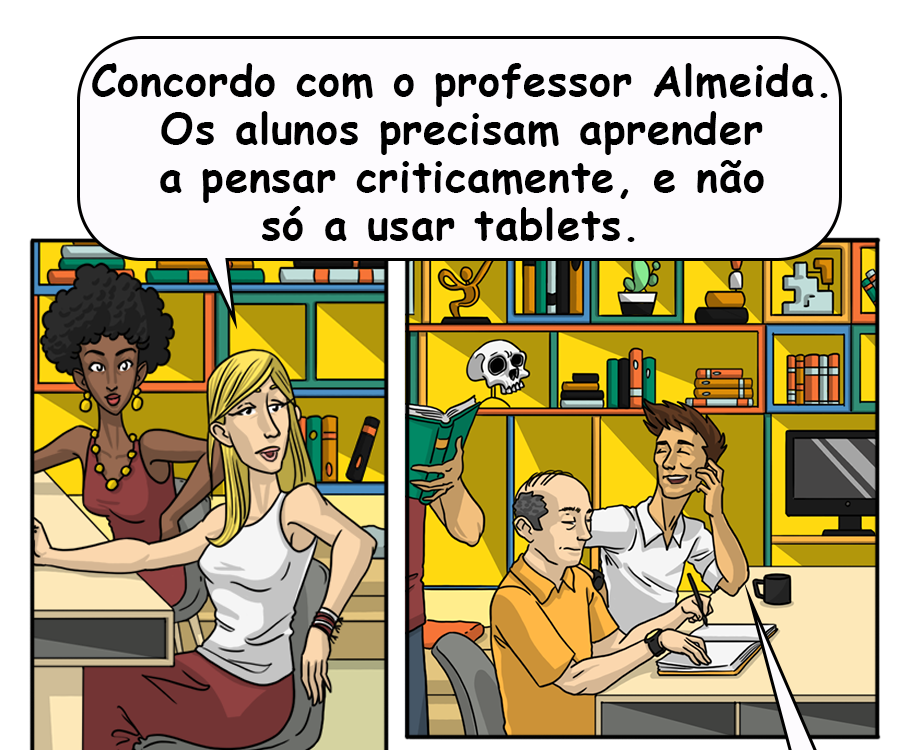 Concordo com o professor Almeida.
Os alunos precisam aprender
a pensar criticamente, e não
só a usar tablets.